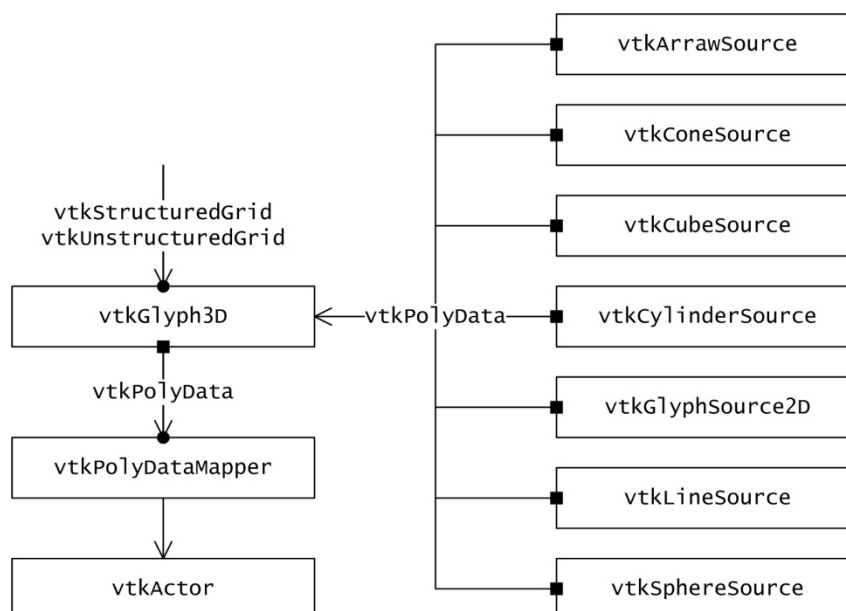 vtkArrawSource
vtkConeSource
vtkStructuredGrid
vtkUnstructuredGrid
vtkCubeSource
vtkGlyph3D
vtkPolyData
vtkCylinderSource
vtkPolyData
vtkGlyphSource2D
vtkPolyDataMapper
vtkLineSource
vtkActor
vtkSphereSource